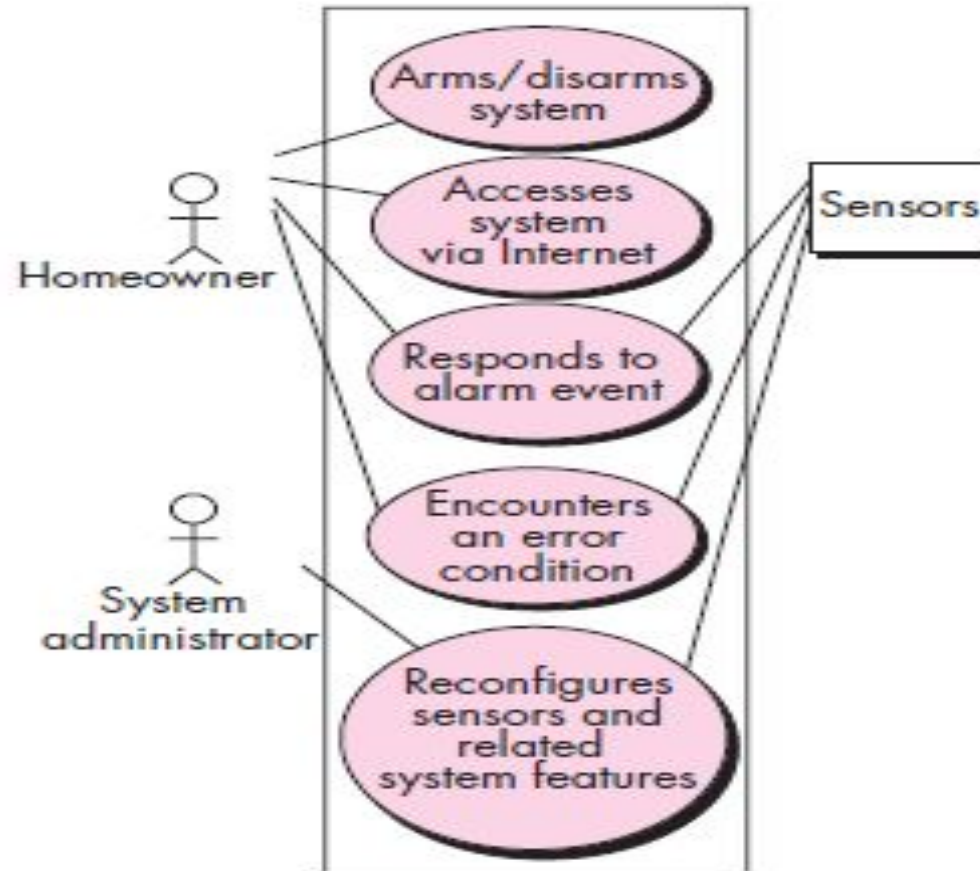 Arms/disarms
system
Accesses
system
via Internet
Sensors
Homeowner
Responds to
alarm event
Encounters
an error
condition
System
administrator
Reconfigures
sensors and
related
system features